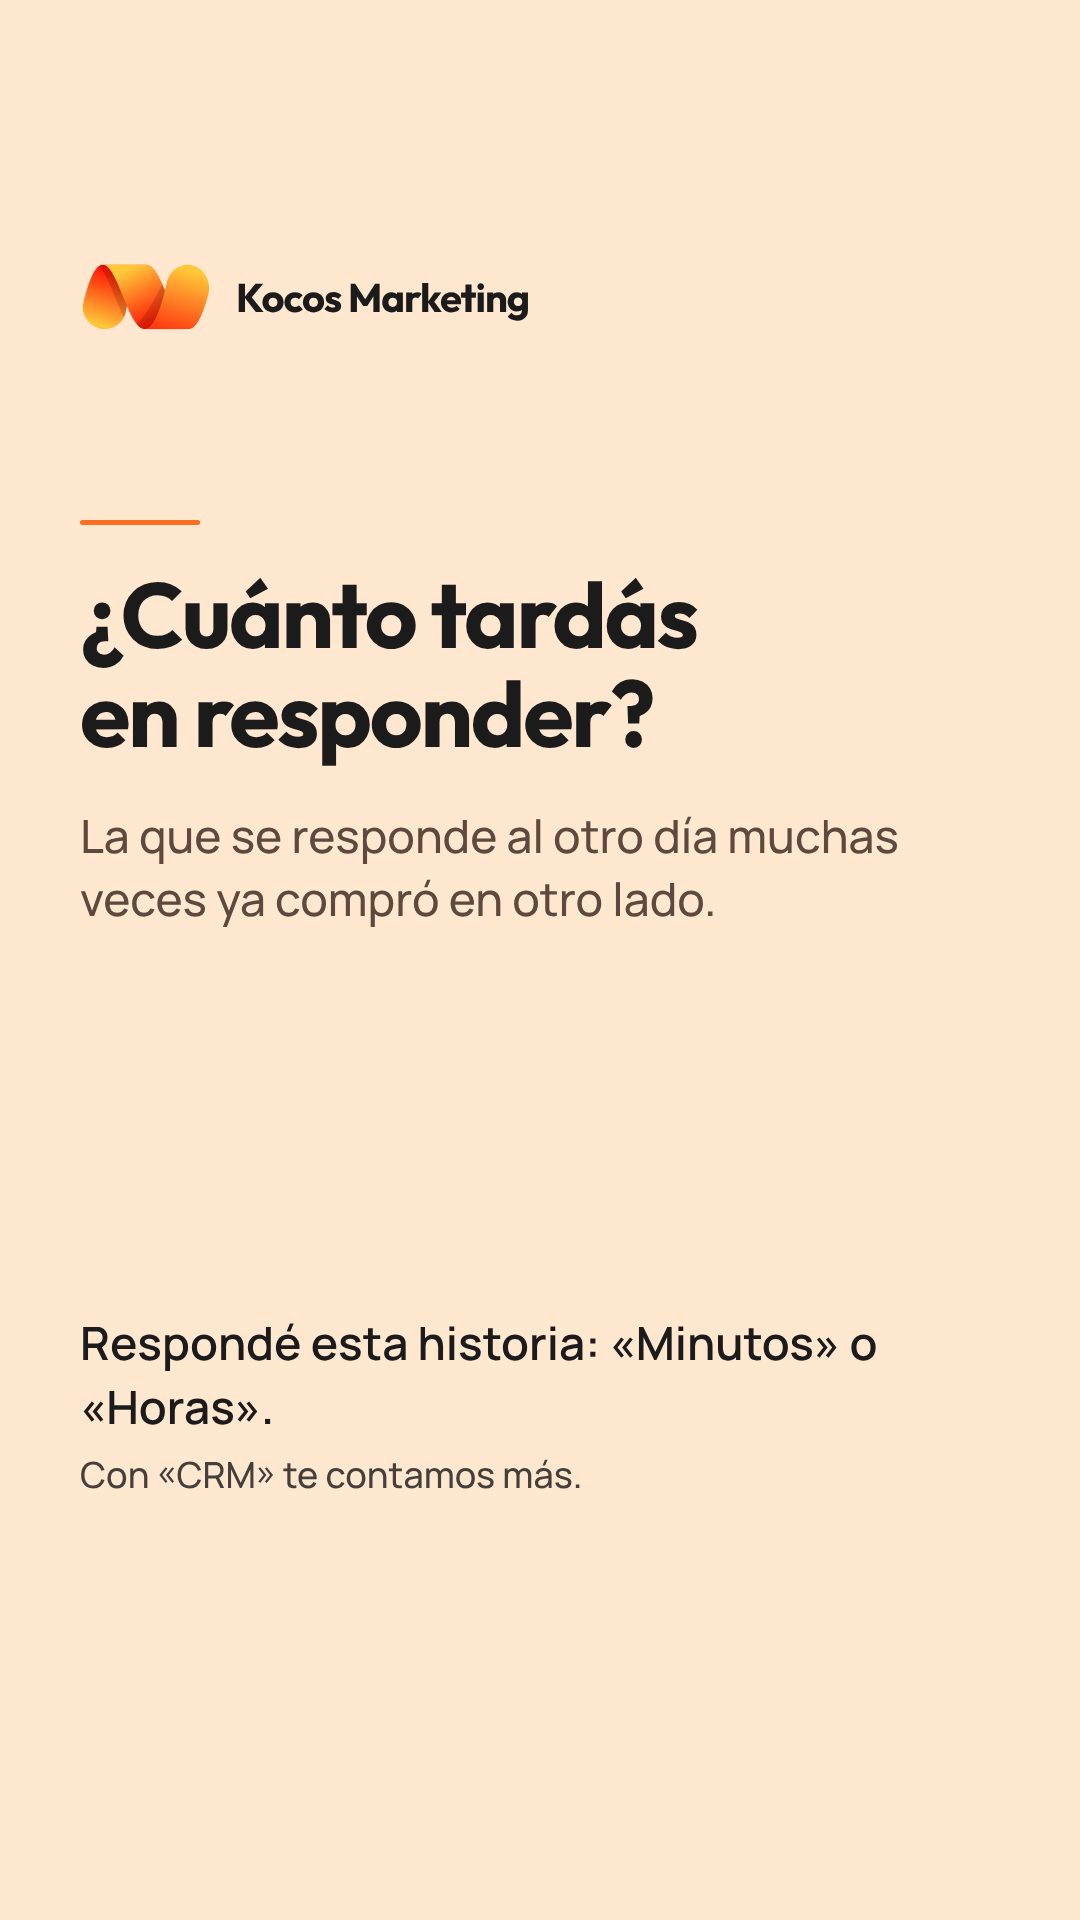 Kocos Marketing
¿Cuánto tardás
en responder?
La que se responde al otro día muchas
veces ya compró en otro lado.
Respondé esta historia: «Minutos» o
«Horas».
Con «CRM» te contamos más.